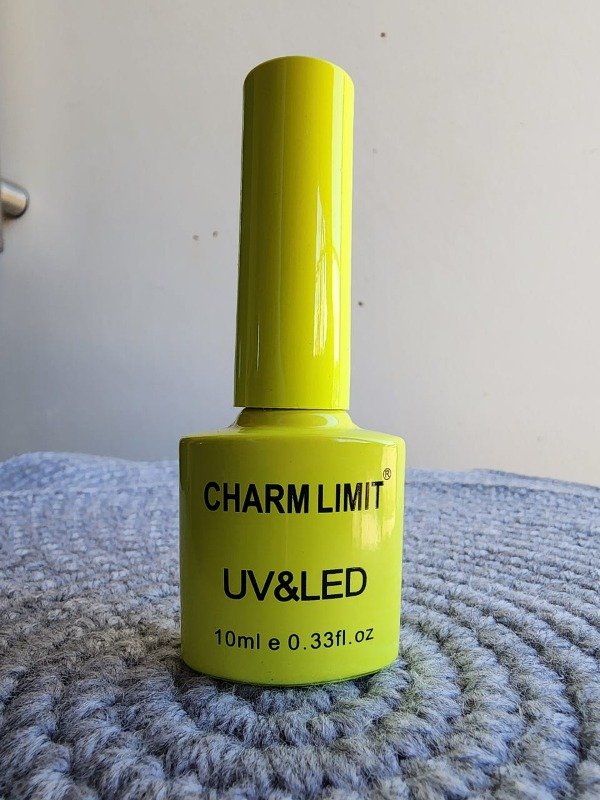 CHARM LIMIT®
UV&LED
10ml e 0.33fl.oz